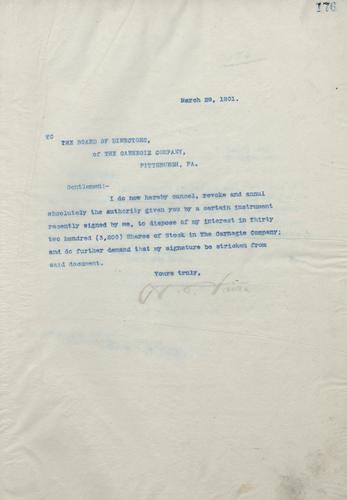 176
March 29, 1901.
TO
THE BOARD OF DIRECTORS,
of THE CARNEGIE COMPANY,
PITTSBURGH, PA.
Gentlemen:-
I do now hereby cancel, revoke and annul
absolutely the authority given you by a certain instrument
recently signed by me, to dispose of my interest in Thirty
two hundred (3,200) Shares of Stock in The Carnegie Company;
and do further demand that my signature be stricken from
said document.
Yours truly,